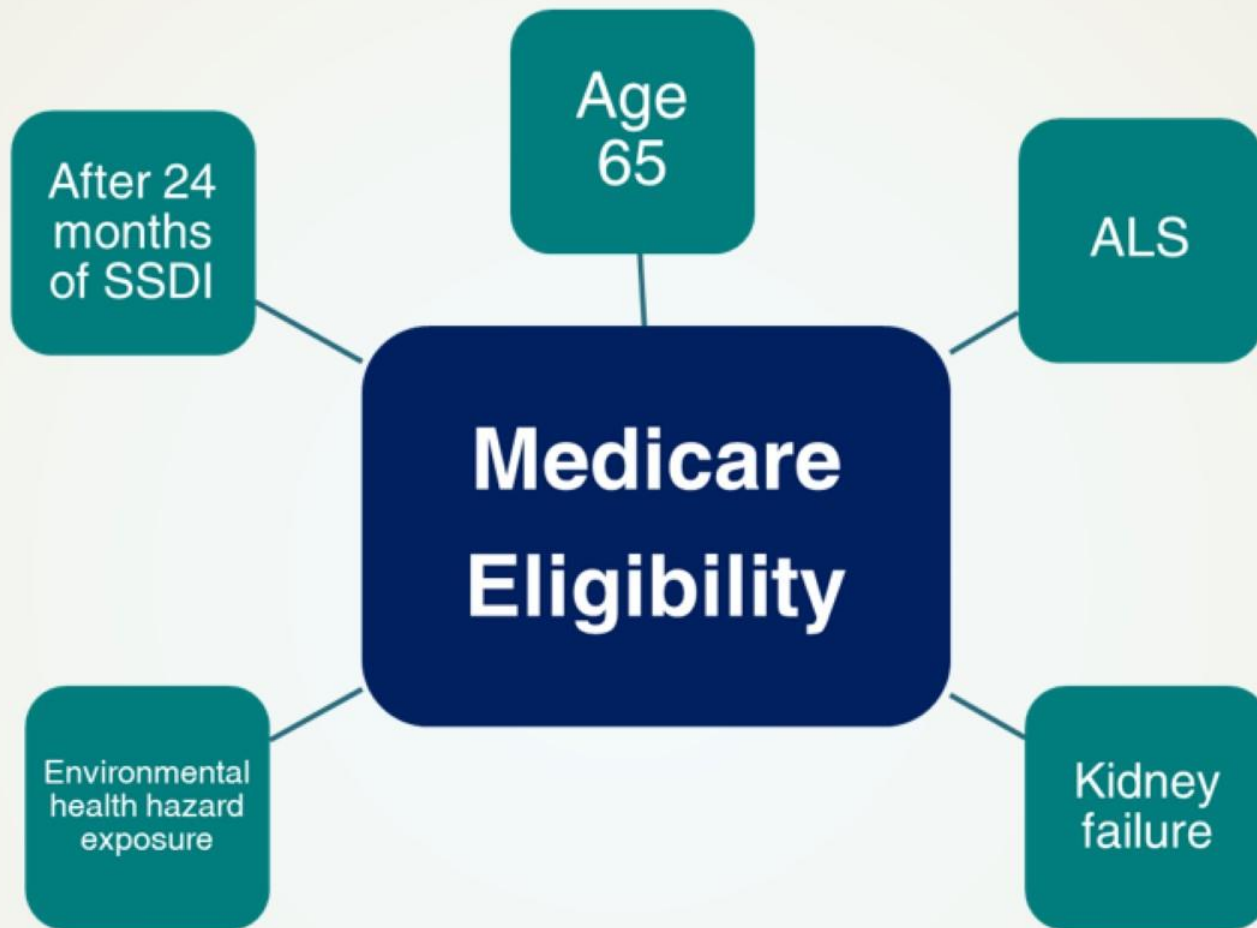 Age
65
After 24
months
of SSDI
ALS
Medicare
Eligibility
Environmental
health hazard
exposure
Kidney
failure